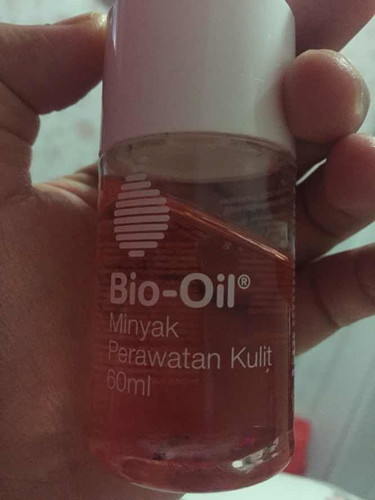 Bio-Oil®
Minyak
Perawatan Kulit
60ml